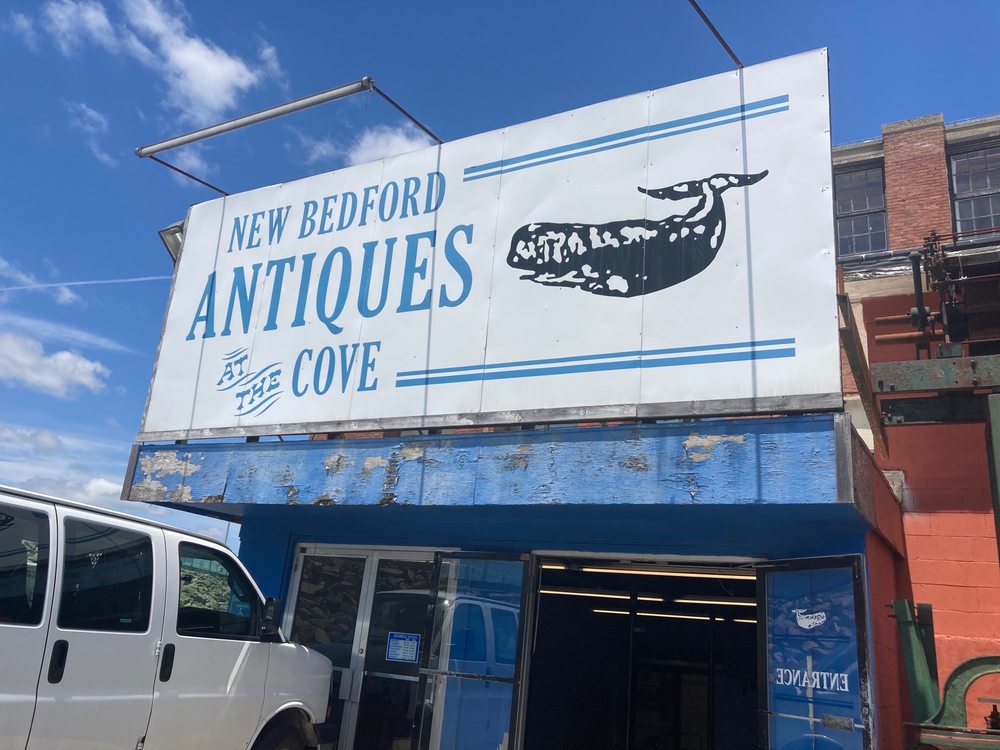 NEW BEDFORD
ANTIQUES
AT THE COVE
ENTRANCE